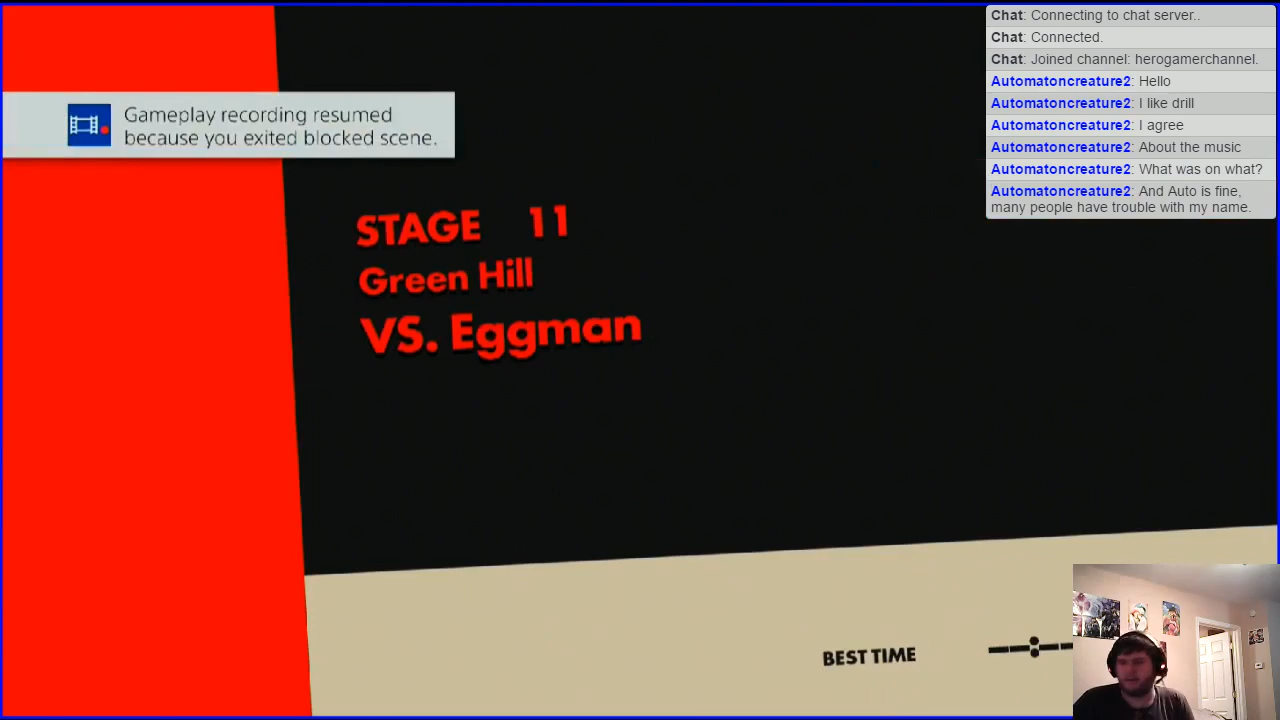 Gameplay recording resumed
because you exited blocked scene.
STAGE 11
Green Hill
VS. Eggman
BEST TIME
Chat: Connecting to chat server..
Chat: Connected.
Chat: Joined channel: herogamerchannel.
Automatoncreature2: Hello
Automatoncreature2: I like drill
Automatoncreature2: I agree
Automatoncreature2: About the music
Automatoncreature2: What was on what?
Automatoncreature2: And Auto is fine,
many people have trouble with my name.